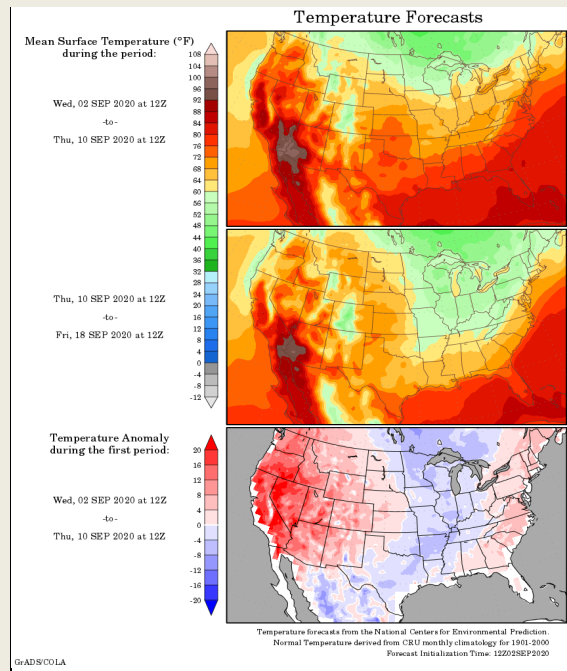 Temperature Forecasts
Mean Surface Temperature (°F)
during the period:
Wed, 02 SEP 2020 at 12Z
-to-
Thu, 10 SEP 2020 at 12Z
108
104
100
96
92
88
84
80
76
72
68
64
60
56
52
48
44
40
36
32
28
24
20
16
12
8
4
0
-4
-8
-12
Thu, 10 SEP 2020 at 12Z
-to-
Fri, 18 SEP 2020 at 12Z
Temperature Anomaly
during the first period:
Wed, 02 SEP 2020 at 12Z
-to-
Thu, 10 SEP 2020 at 12Z
20
16
12
8
4
0
-4
-8
-12
-16
-20
Temperature forecasts from the National Centers for Environmental Prediction.
Normal Temperature derived from CRU monthly climatology for 1901-2000
Forecast Initialization Time: 12Z02SEP2020
GrADS/COLA